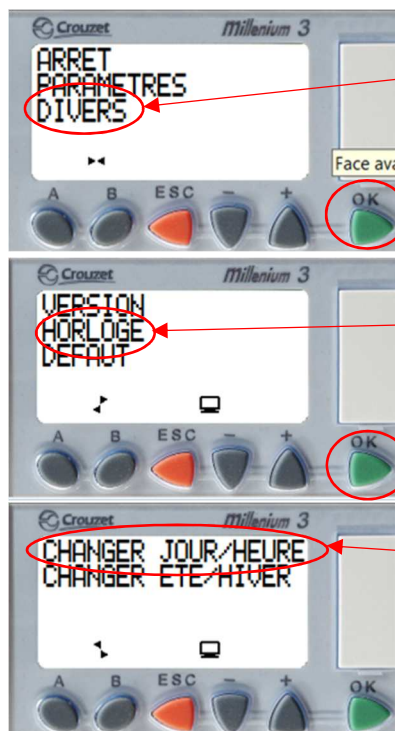 Crouzet Millenium 3
ARRET
PARAMETRES
DIVERS
Face ava
A B ESC - + OK
Crouzet Millenium 3
VERSION
HORLOGE
DEFAUT
A B ESC - + OK
Crouzet Millenium 3
CHANGER JOUR/HEURE
CHANGER ETE/HIVER
A B ESC - + OK